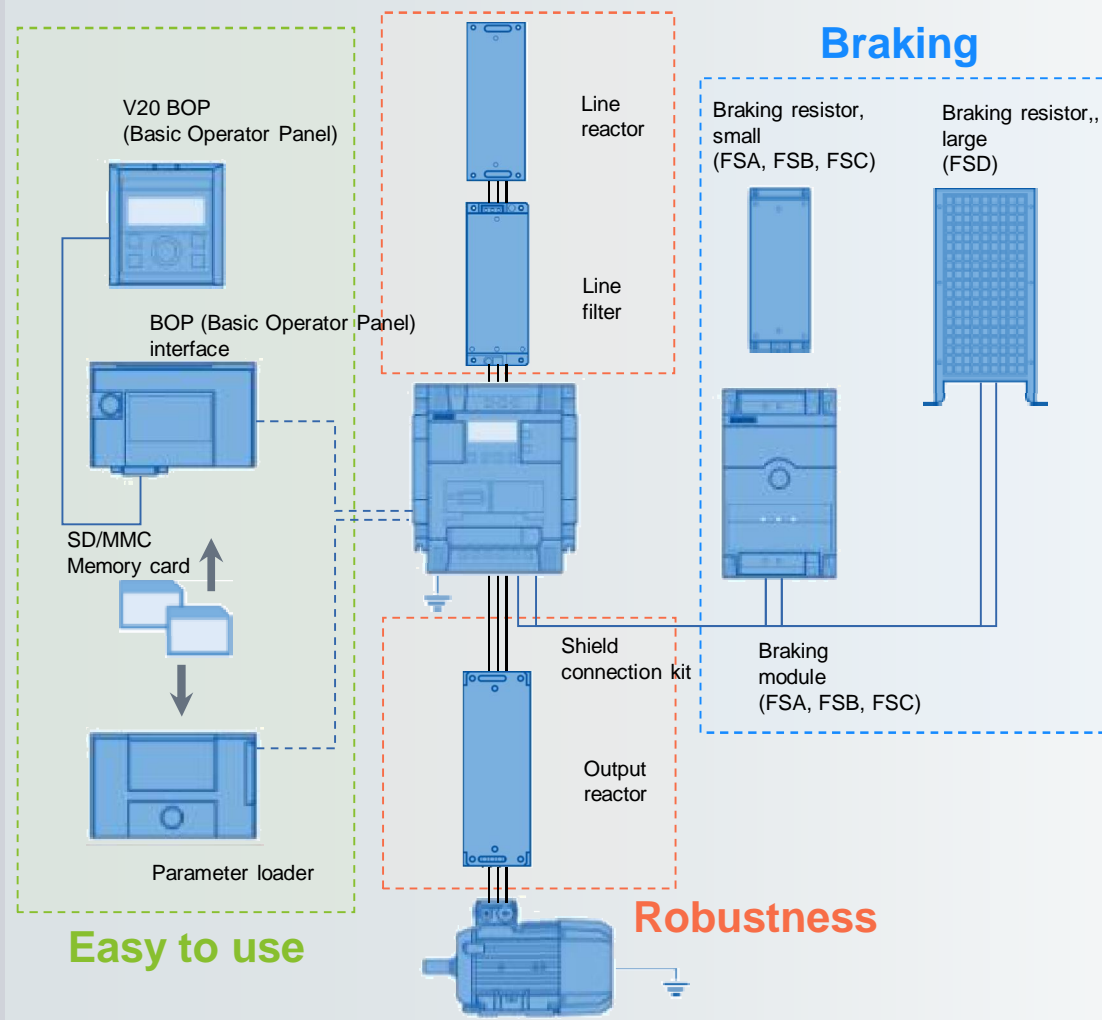 Braking
V20 BOP
(Basic Operator Panel)
Line
reactor
Braking resistor,
small
(FSA, FSB, FSC)
Braking resistor,,
large
(FSD)
Line
filter
BOP (Basic Operator Panel)
interface
SD/MMC
Memory card
Shield
connection kit
Braking
module
(FSA, FSB, FSC)
Output
reactor
Parameter loader
Robustness
Easy to use